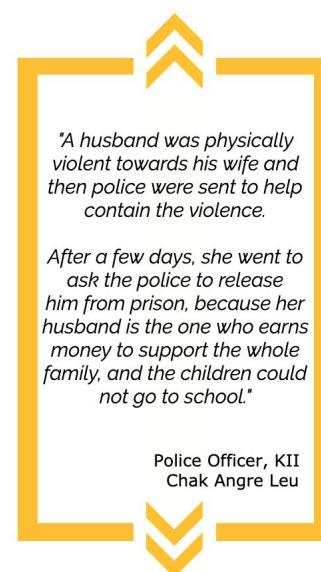 "A husband was physically
violent towards his wife and
then police were sent to help
contain the violence.
After a few days, she went to
ask the police to release
him from prison, because her
husband is the one who earns
money to support the whole
family, and the children could
not go to school."
Police Officer, KII
Chak Angre Leu